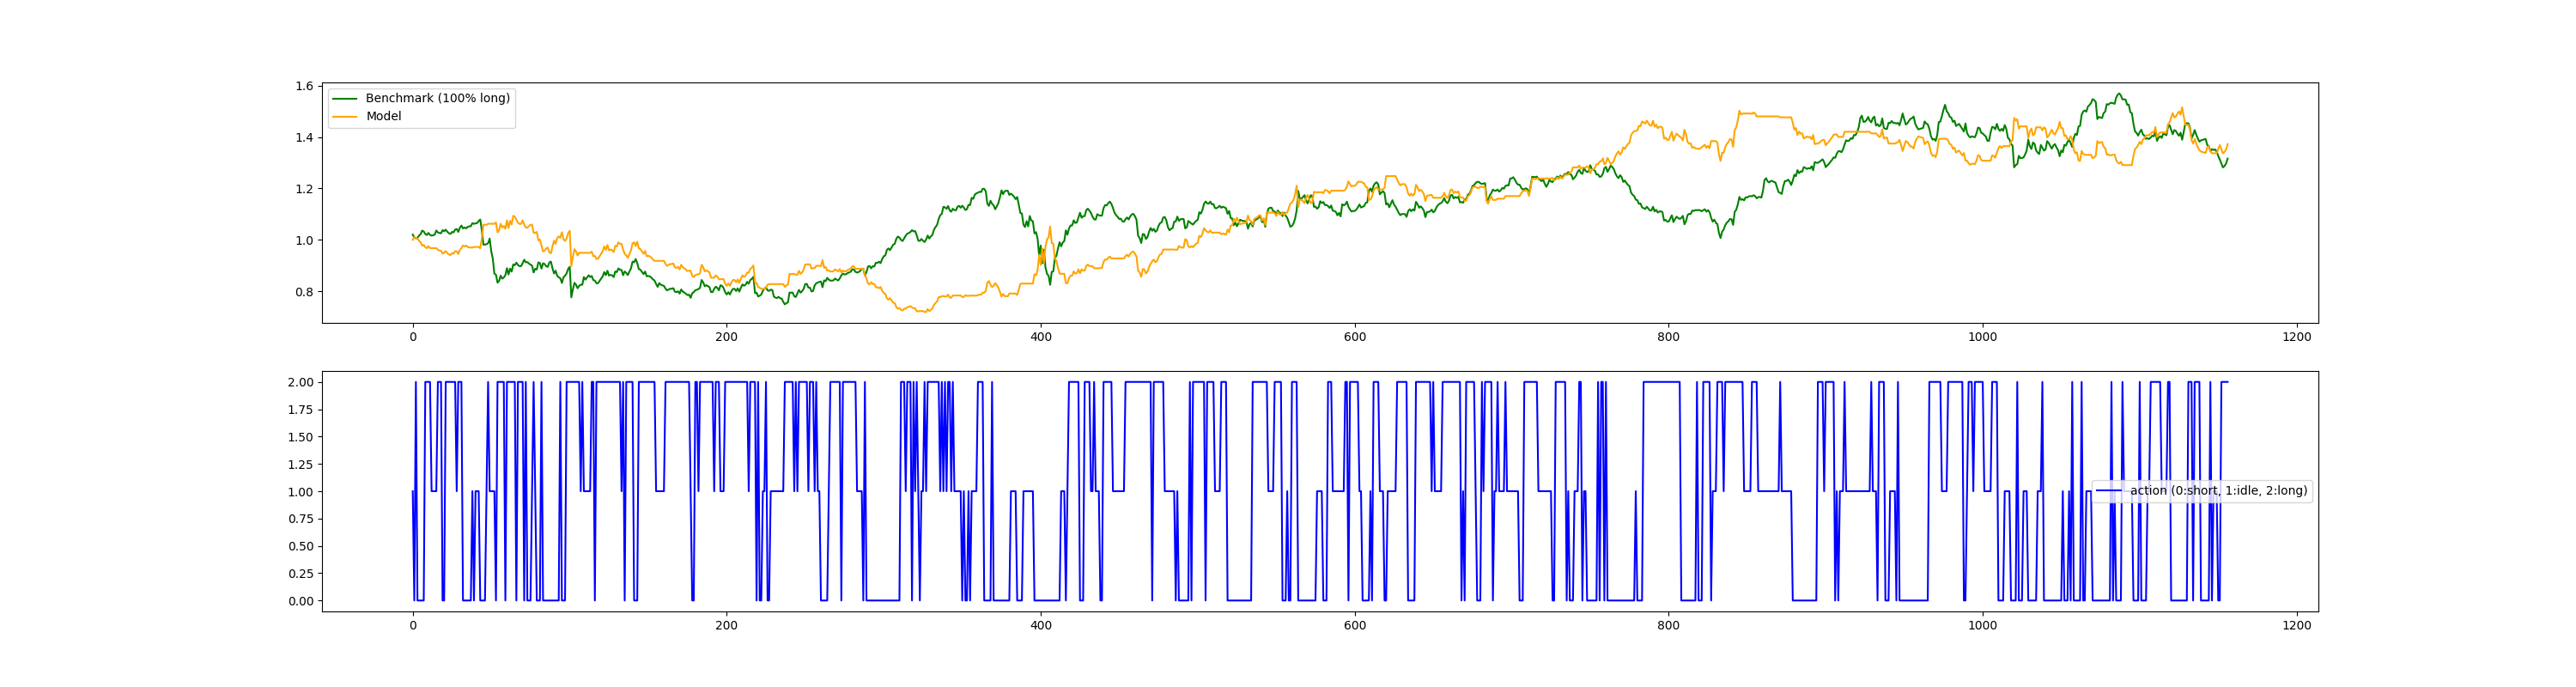 1.6
1.4
1.2
1.0
0.8
Benchmark (100% long)
Model
0 200 400 600 800 1000 1200
2.00
1.75
1.50
1.25
1.00
0.75
0.50
0.25
0.00
action (0:short, 1:idle, 2:long)
0 200 400 600 800 1000 1200